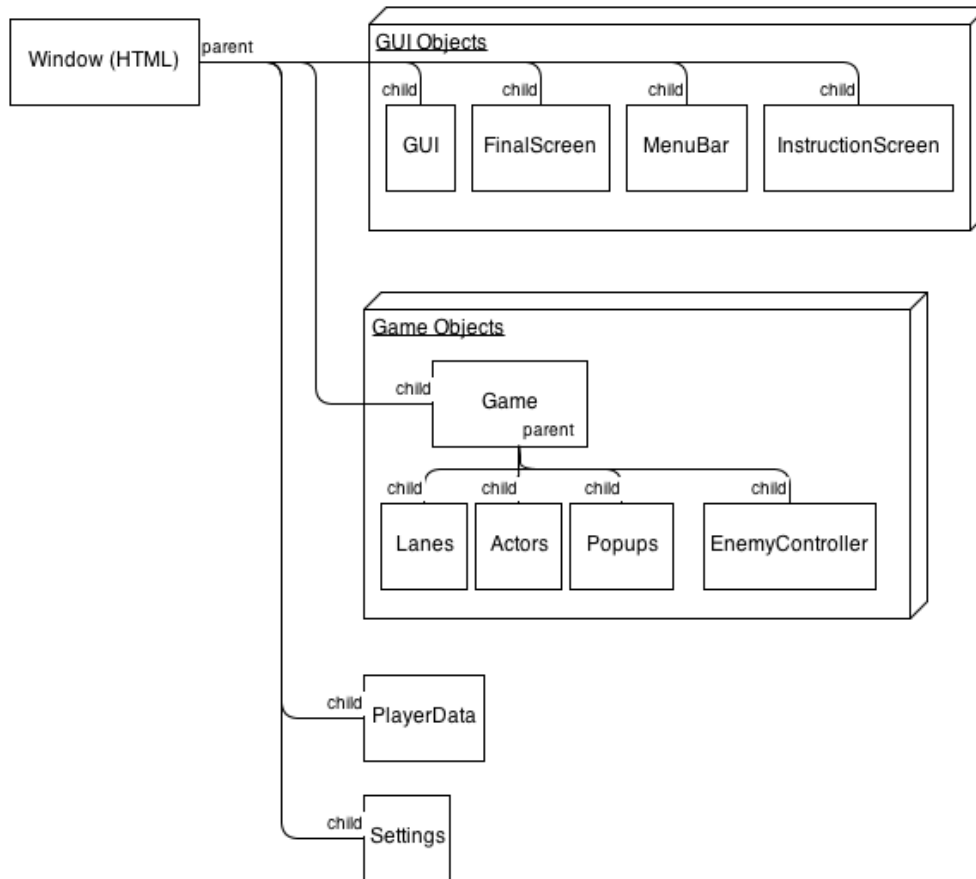 Window (HTML)
parent
GUI Objects
child
child
child
child
GUI
FinalScreen
MenuBar
InstructionScreen
Game Objects
child
Game
parent
child
child
child
child
Lanes
Actors
Popups
EnemyController
child
PlayerData
child
Settings